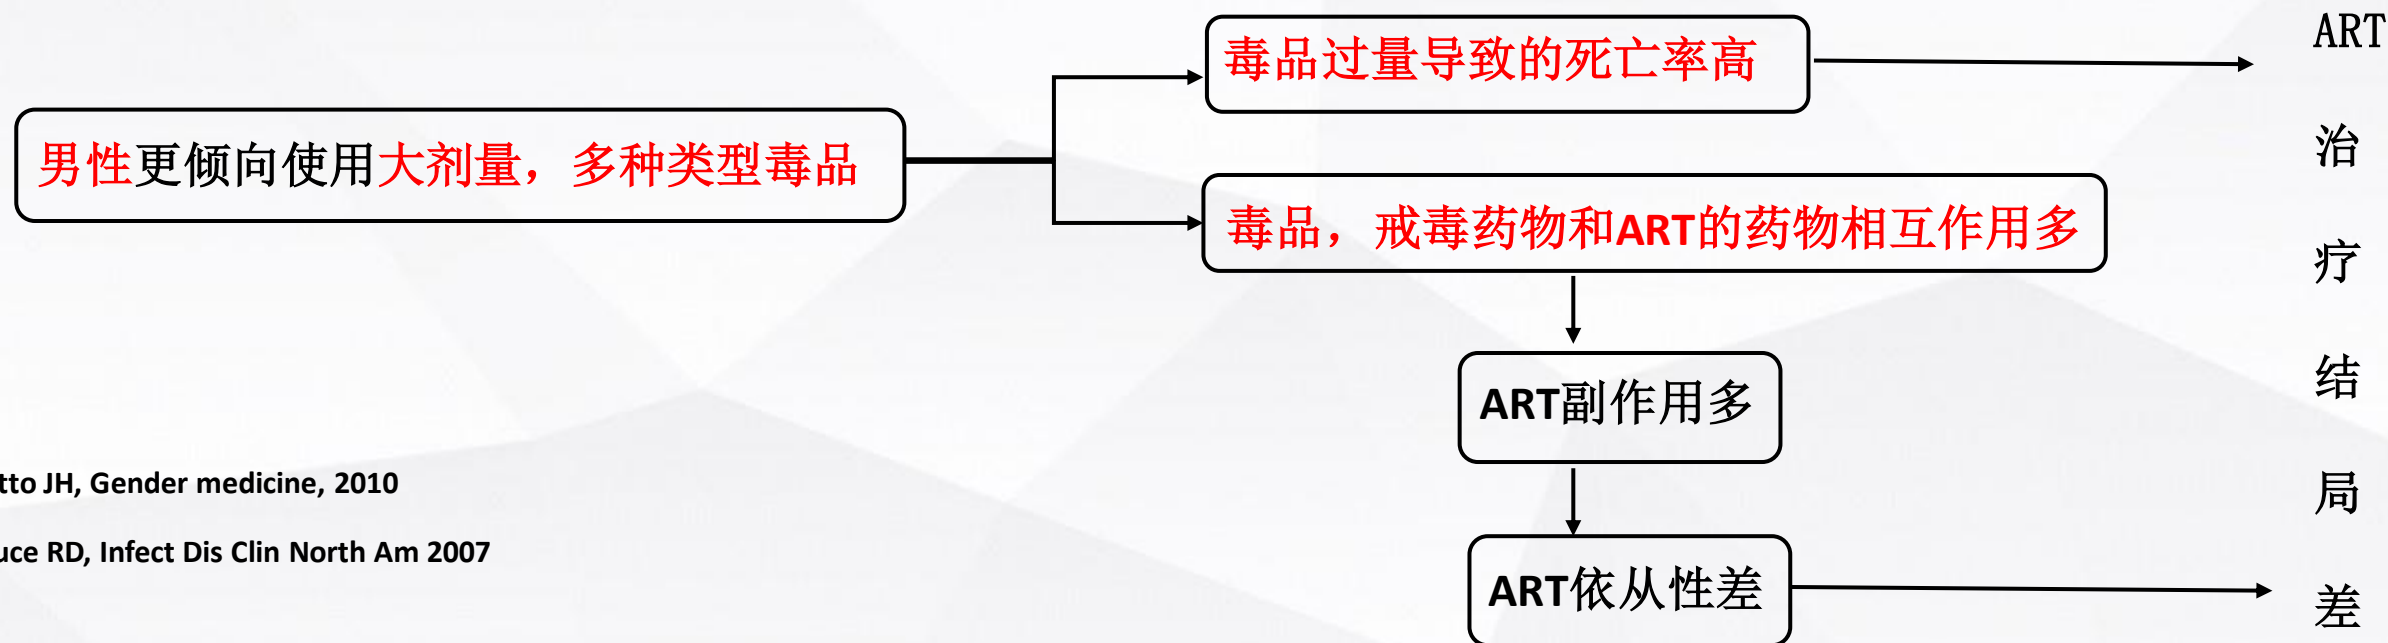 男性更倾向使用大剂量，多种类型毒品
毒品过量导致的死亡率高
毒品，戒毒药物和ART的药物相互作用多
ART副作用多
ART依从性差
ART
治
疗
结
局
差
JH, Gender medicine, 2010
RD, Infect Dis Clin North Am 2007